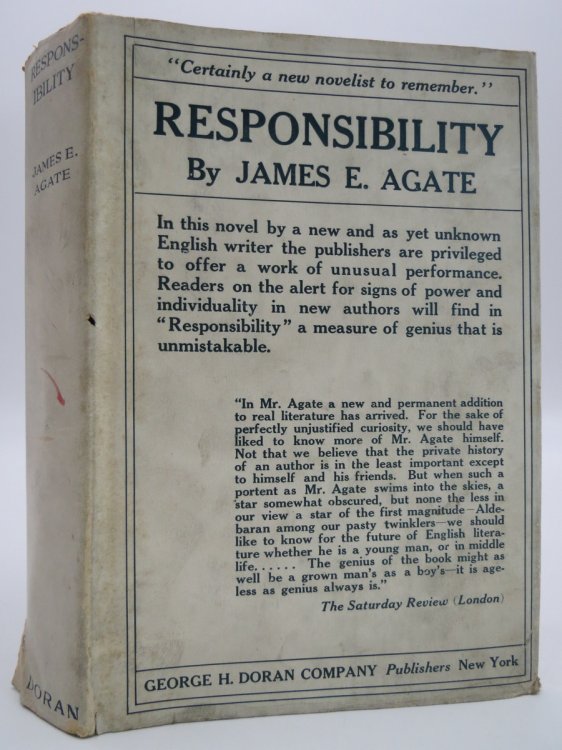 RESPONS-
IBILITY
JAMES E.
AGATE
DORAN
"Certainly a new novelist to remember."
RESPONSIBILITY
By JAMES E. AGATE
In this novel by a new and as yet unknown
English writer the publishers are privileged
to offer a work of unusual performance.
Readers on the alert for signs of power and
individuality in new authors will find in
"Responsibility" a measure of genius that is
unmistakable.
"In Mr. Agate a new and permanent addition
to real literature has arrived. For the sake of
perfectly unjustified curiosity, we should have
liked to know more of Mr. Agate himself.
Not that we believe that the private history
of an author is in the least important except
to himself and his friends. But when such a
portent as Mr. Agate swims into the skies, a
star somewhat obscured, but none the less in
our view a star of the first magnitude—Alde-
baran among our pasty twinklers—we should
like to know for the future of English litera-
ture whether he is a young man, or in middle
life...... The genius of the book might as
well be a grown man's as a boy's—it is age-
less as genius always is."
The Saturday Review (London)
GEORGE H. DORAN COMPANY Publishers New York